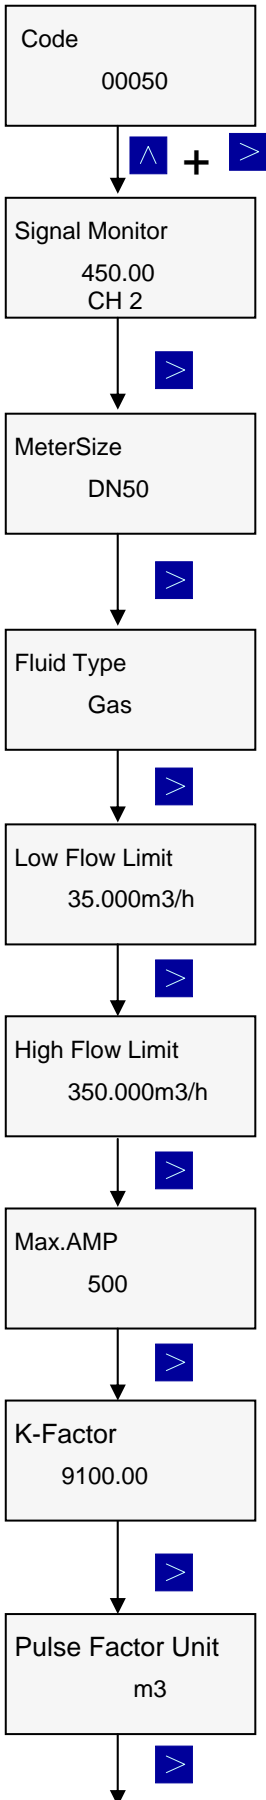 Code
00050
^ + >
Signal Monitor
450.00
CH 2
>
MeterSize
DN50
>
Fluid Type
Gas
>
Low Flow Limit
35.000m3/h
>
High Flow Limit
350.000m3/h
>
Max.AMP
500
>
K-Factor
9100.00
>
Pulse Factor Unit
m3
>